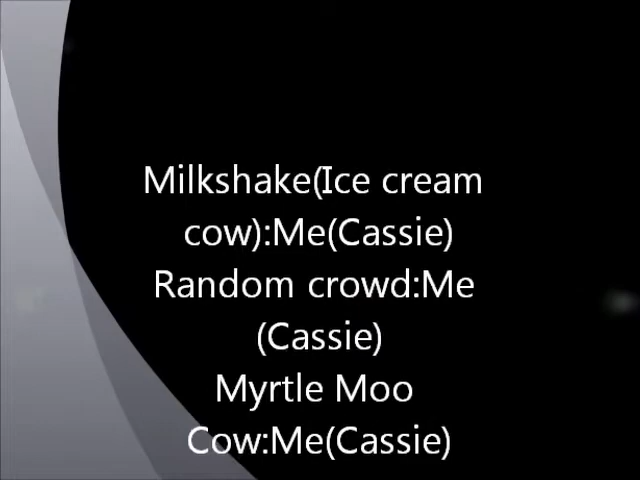 Milkshake(Ice cream
cow):Me(Cassie)
Random crowd:Me
(Cassie)
Myrtle Moo
Cow:Me(Cassie)